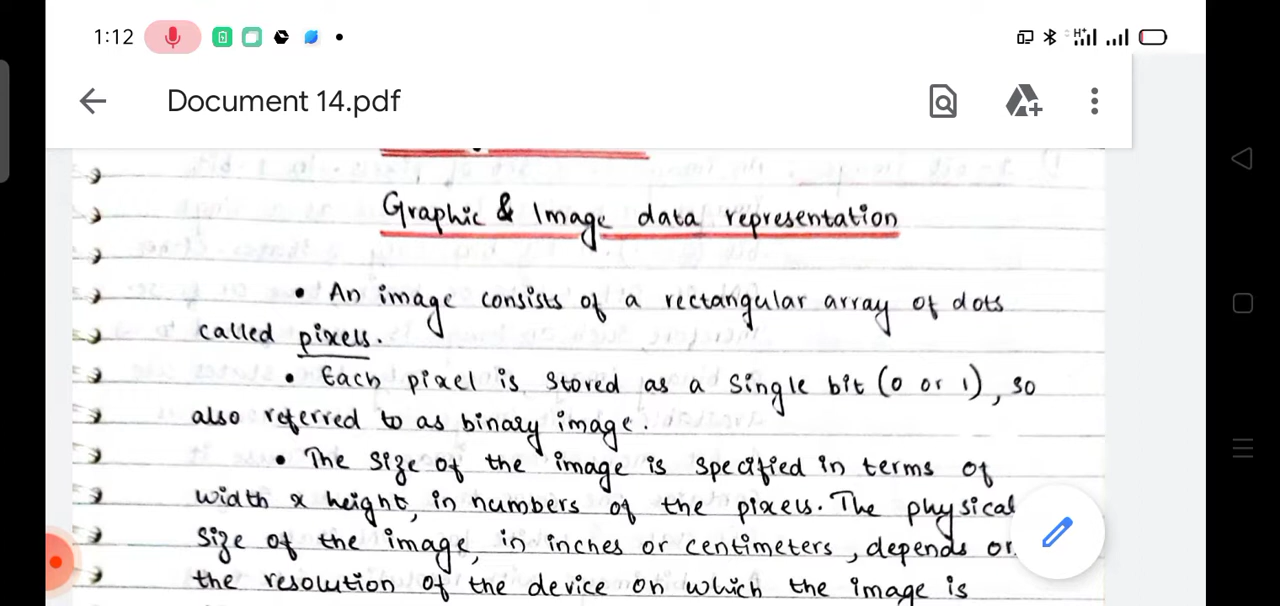 1:12
Document 14.pdf
Graphic & Image data representation
• An image consists of a rectangular array of dots
called pixels.
• Each pixel is stored as a single bit (0 or 1), so
also referred to as binary image.
• The size of the image is specified in terms of
width x height, in numbers of the pixels. The physical
size of the image, in inches or centimeters, depends on
the resolution of the device on which the image is